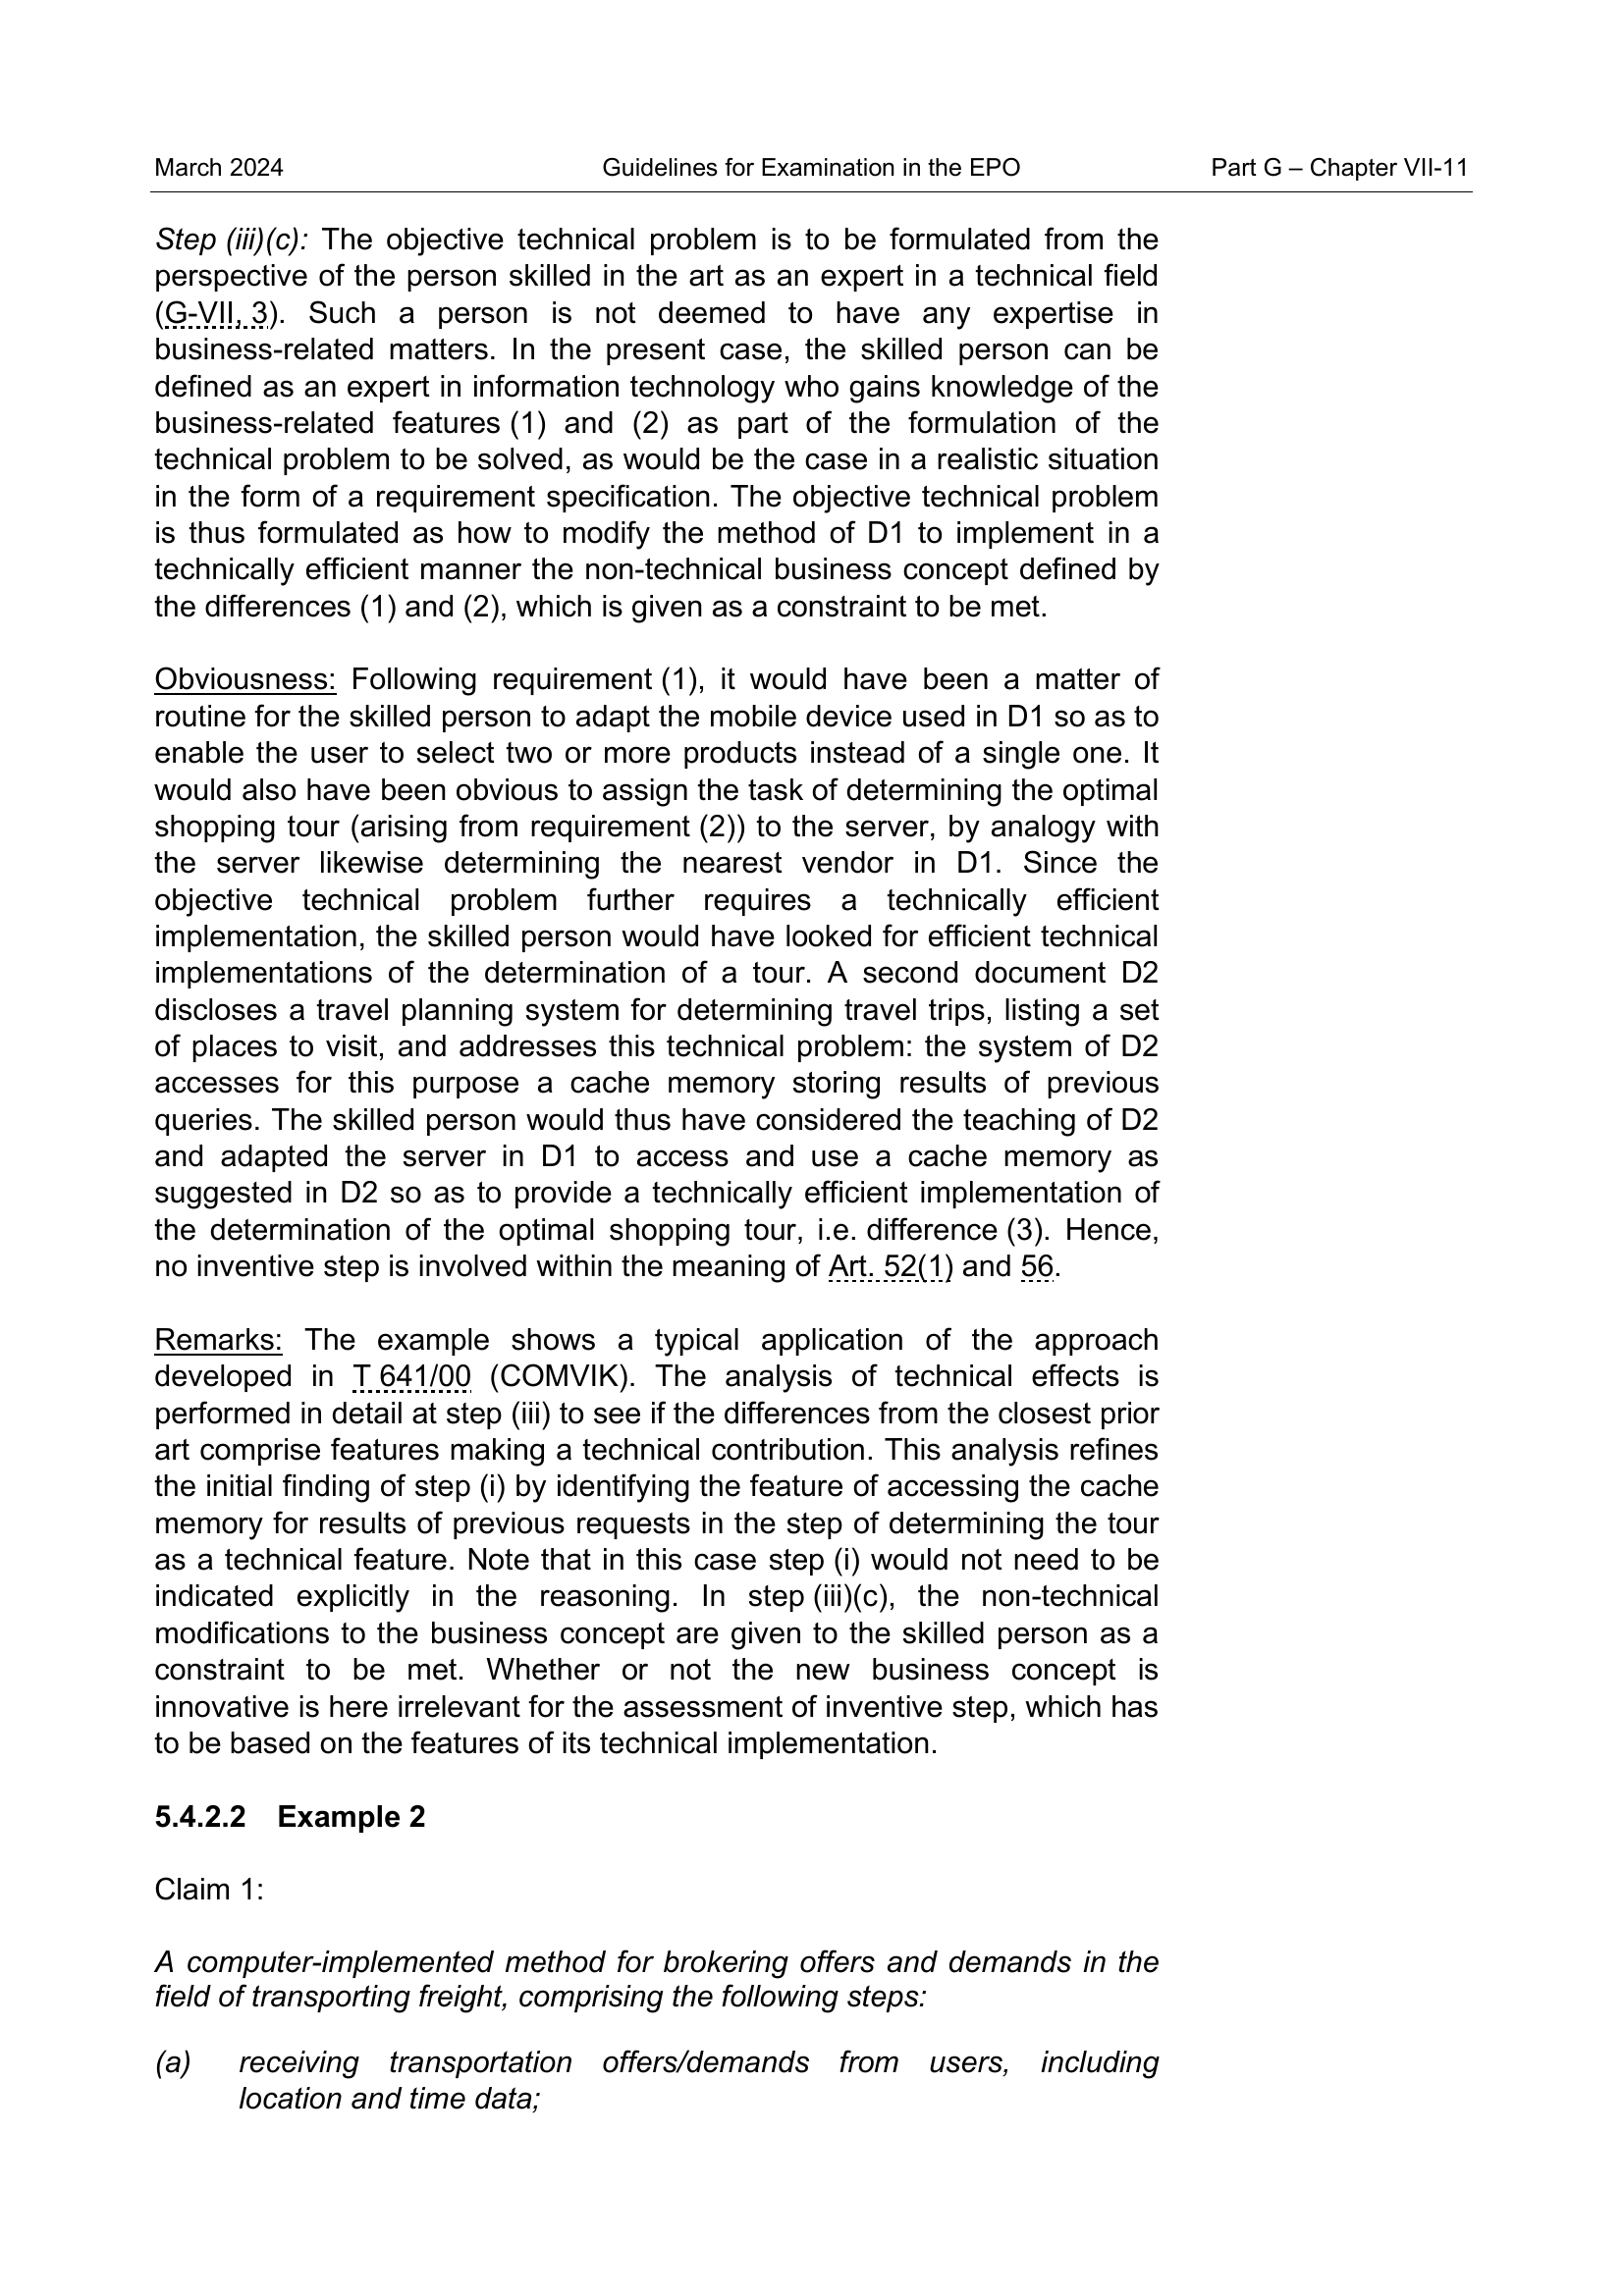 March 2024 Guidelines for Examination in the EPO Part G – Chapter VII-11
Step (iii)(c): The objective technical problem is to be formulated from the
perspective of the person skilled in the art as an expert in a technical field
(G-VII, 3). Such a person is not deemed to have any expertise in
business-related matters. In the present case, the skilled person can be
defined as an expert in information technology who gains knowledge of the
business-related features (1) and (2) as part of the formulation of the
technical problem to be solved, as would be the case in a realistic situation
in the form of a requirement specification. The objective technical problem
is thus formulated as how to modify the method of D1 to implement in a
technically efficient manner the non-technical business concept defined by
the differences (1) and (2), which is given as a constraint to be met.
Obviousness: Following requirement (1), it would have been a matter of
routine for the skilled person to adapt the mobile device used in D1 so as to
enable the user to select two or more products instead of a single one. It
would also have been obvious to assign the task of determining the optimal
shopping tour (arising from requirement (2)) to the server, by analogy with
the server likewise determining the nearest vendor in D1. Since the
objective technical problem further requires a technically efficient
implementation, the skilled person would have looked for efficient technical
implementations of the determination of a tour. A second document D2
discloses a travel planning system for determining travel trips, listing a set
of places to visit, and addresses this technical problem: the system of D2
accesses for this purpose a cache memory storing results of previous
queries. The skilled person would thus have considered the teaching of D2
and adapted the server in D1 to access and use a cache memory as
suggested in D2 so as to provide a technically efficient implementation of
the determination of the optimal shopping tour, i.e. difference (3). Hence,
no inventive step is involved within the meaning of Art. 52(1) and 56.
Remarks: The example shows a typical application of the approach
developed in T 641/00 (COMVIK). The analysis of technical effects is
performed in detail at step (iii) to see if the differences from the closest prior
art comprise features making a technical contribution. This analysis refines
the initial finding of step (i) by identifying the feature of accessing the cache
memory for results of previous requests in the step of determining the tour
as a technical feature. Note that in this case step (i) would not need to be
indicated explicitly in the reasoning. In step (iii)(c), the non-technical
modifications to the business concept are given to the skilled person as a
constraint to be met. Whether or not the new business concept is
innovative is here irrelevant for the assessment of inventive step, which has
to be based on the features of its technical implementation.
5.4.2.2 Example 2
Claim 1:
A computer-implemented method for brokering offers and demands in the
field of transporting freight, comprising the following steps:
(a) receiving transportation offers/demands from users, including
location and time data;